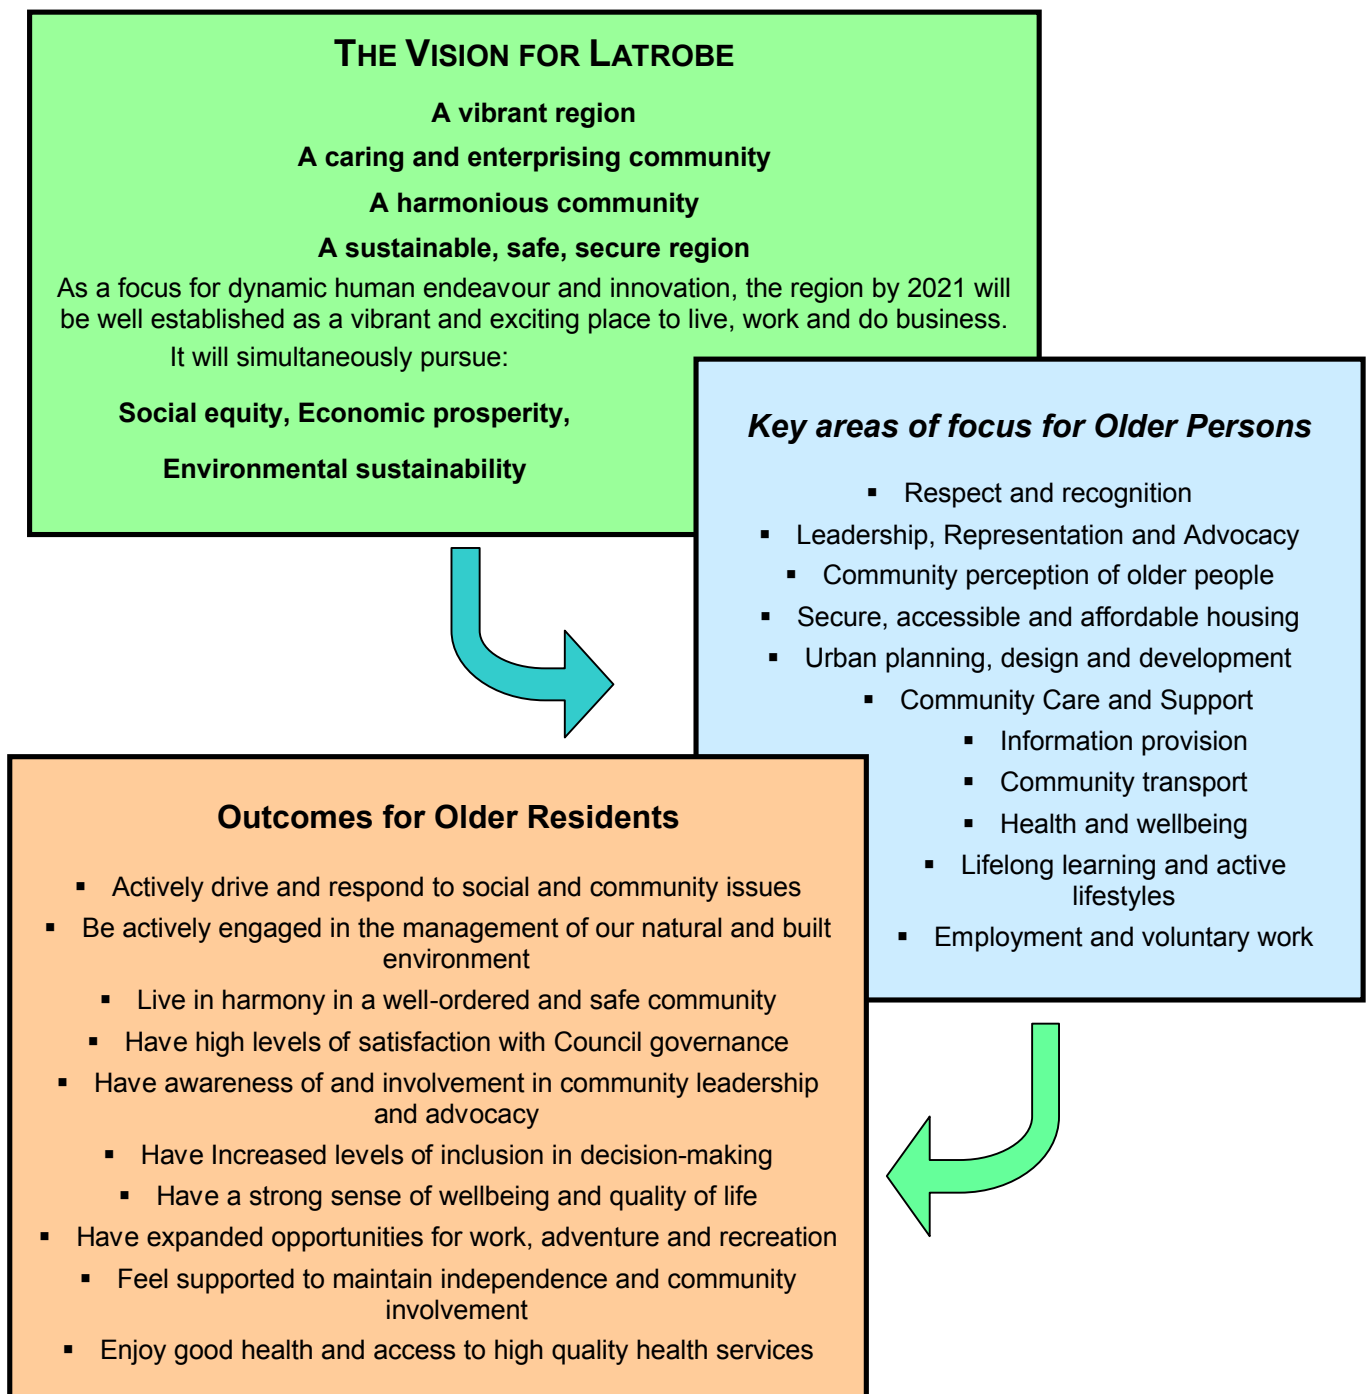 THE VISION FOR LATROBE
A vibrant region
A caring and enterprising community
A harmonious community
A sustainable, safe, secure region
As a focus for dynamic human endeavour and innovation, the region by 2021 will
be well established as a vibrant and exciting place to live, work and do business.
It will simultaneously pursue:
Social equity, Economic prosperity,
Environmental sustainability
Key areas of focus for Older Persons
▪ Respect and recognition
▪ Leadership, Representation and Advocacy
▪ Community perception of older people
▪ Secure, accessible and affordable housing
▪ Urban planning, design and development
▪ Community Care and Support
▪ Information provision
▪ Community transport
▪ Health and wellbeing
▪ Lifelong learning and active
lifestyles
▪ Employment and voluntary work
Outcomes for Older Residents
▪ Actively drive and respond to social and community issues
▪ Be actively engaged in the management of our natural and built
environment
▪ Live in harmony in a well-ordered and safe community
▪ Have high levels of satisfaction with Council governance
▪ Have awareness of and involvement in community leadership
and advocacy
▪ Have Increased levels of inclusion in decision-making
▪ Have a strong sense of wellbeing and quality of life
▪ Have expanded opportunities for work, adventure and recreation
▪ Feel supported to maintain independence and community
involvement
▪ Enjoy good health and access to high quality health services